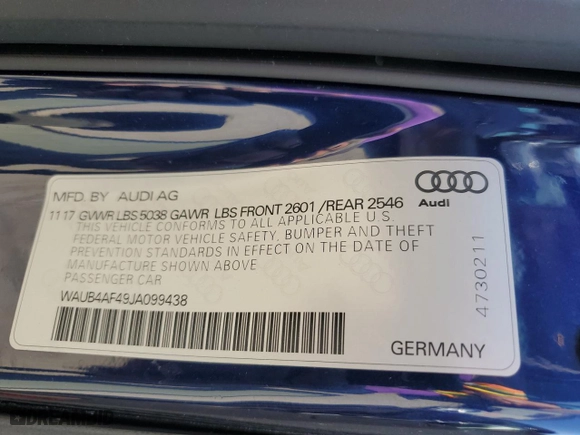 MFD. BY AUDI AG
11 17 GVWR LBS 5038 GAWR LBS FRONT 2601 /REAR 2546
THIS VEHICLE CONFORMS TO ALL APPLICABLE U.S.
FEDERAL MOTOR VEHICLE SAFETY, BUMPER AND THEFT
PREVENTION STANDARDS IN EFFECT ON THE DATE OF
MANUFACTURE SHOWN ABOVE
PASSENGER CAR
WAUB4AF49JA099438
Audi
4730211
GERMANY